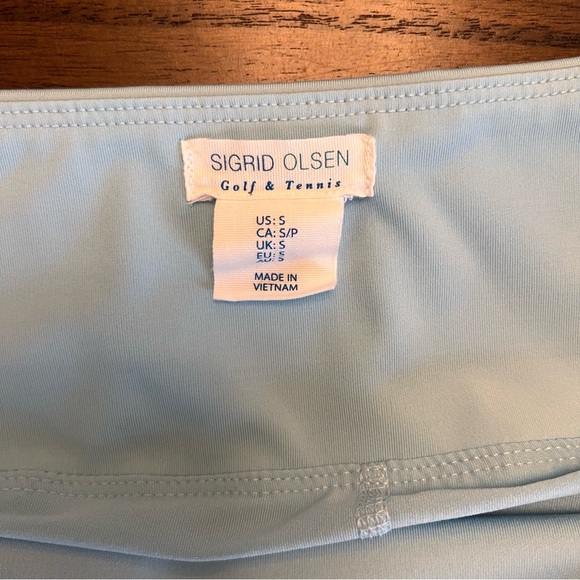 SIGRID OLSEN
Golf & Tennis
US: S
CA: S/P
UK: S
EU: S
MADE IN
VIETNAM